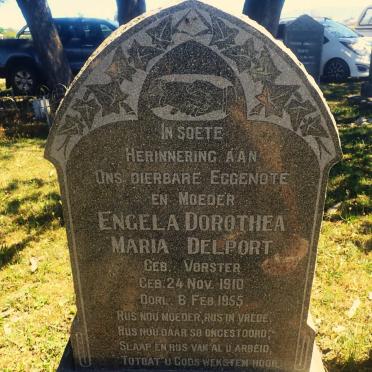 IN SOETE
HERINNERING AAN
ONS DIERBARE EGGENOTE
EN MOEDER
ENGELA DOROTHEA
MARIA DELPORT
GEB. VORSTER
GEB. 24 NOV. 1910
OORL. 6 FEB. 1955
RUS NOU MOEDER, RUS IN VREDE,
RUS NOU DAAR SO ONGESTOORD;
SLAAP EN RUS VAN AL U ARBEID,
TOTDAT U GODS WEKSTEM HOOR.